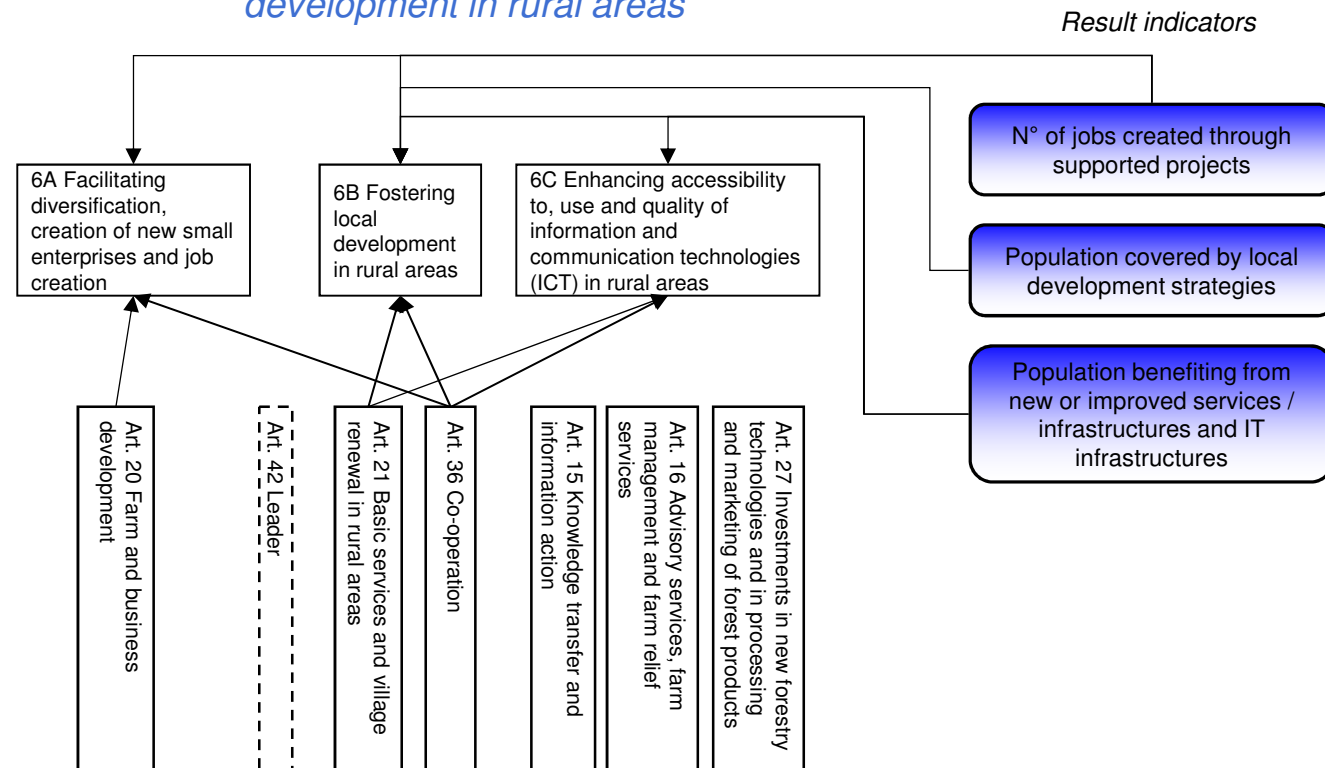 development in rural areas
Result indicators
N° of jobs created through
supported projects
6A Facilitating
diversification,
creation of new small
enterprises and job
creation
6B Fostering
local
development
in rural areas
6C Enhancing accessibility
to, use and quality of
information and
communication technologies
(ICT) in rural areas
Population covered by local
development strategies
Population benefiting from
new or improved services /
infrastructures and IT
infrastructures
Art. 20 Farm and business
development
Art. 42 Leader
Art. 21 Basic services and village
renewal in rural areas
Art. 36 Co-operation
Art. 15 Knowledge transfer and
information action
Art. 16 Advisory services, farm
management and farm relief
services
Art. 27 Investments in new forestry
technologies and in processing
and marketing of forest products